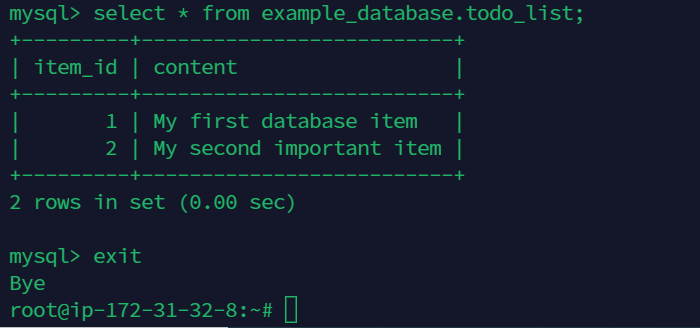 mysql> select * from example_database.todo_list;
+---------+--------------------------+
| item_id | content                  |
+---------+--------------------------+
|       1 | My first database item   |
|       2 | My second important item |
+---------+--------------------------+
2 rows in set (0.00 sec)

mysql> exit
Bye
root@ip-172-31-32-8:~#